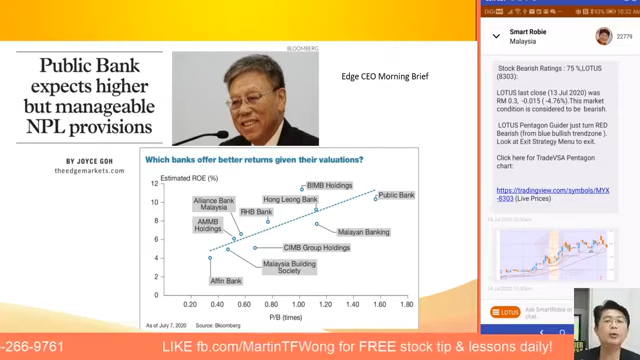 BLOOMBERG
Public Bank
expects higher
but manageable
NPL provisions
BY JOYCE GOH
theedgemarkets.com
Edge CEO Morning Brief
Which banks offer better returns given their valuations?
Estimated ROE (%)
12
10
8
6
4
2
0
BIMB Holdings
Public Bank
Alliance Bank
Malaysia
Hong Leong Bank
RHB Bank
AMMB
Holdings
Malayan Banking
CIMB Group Holdings
Malaysia Building
Society
Affin Bank
0.20 0.40 0.60 0.80 1.00 1.20 1.40 1.60 1.80
P/B (times)
As of July 7, 2020 Source: Bloomberg
10:32 AM
Smart Robie
Malaysia
22779
Stock Bearish Ratings : 75 %,LOTUS
(8303):
LOTUS last close (13 Jul 2020) was
RM 0.3, -0.015 (-4.76%). This market
condition is considered to be bearish.
LOTUS Pentagon Guider just turn RED
Bearish (from blue bullish trendzone ).
Look at Exit Strategy Menu to exit.
Click here for TradeVSA Pentagon
chart:
https://tradingview.com/symbols/MYX
-8303 (Live Prices)
LOTUS
Ask SmartRobie or
chat.
-266-9761
LIKE fb.com/MartinTFWong for FREE stock tip & lessons daily!